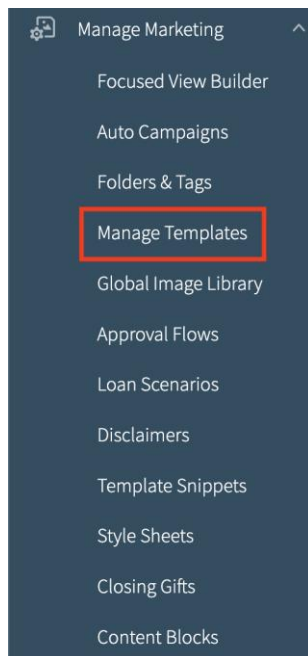 Manage Marketing
Focused View Builder
Auto Campaigns
Folders & Tags
Manage Templates
Global Image Library
Approval Flows
Loan Scenarios
Disclaimers
Template Snippets
Style Sheets
Closing Gifts
Content Blocks